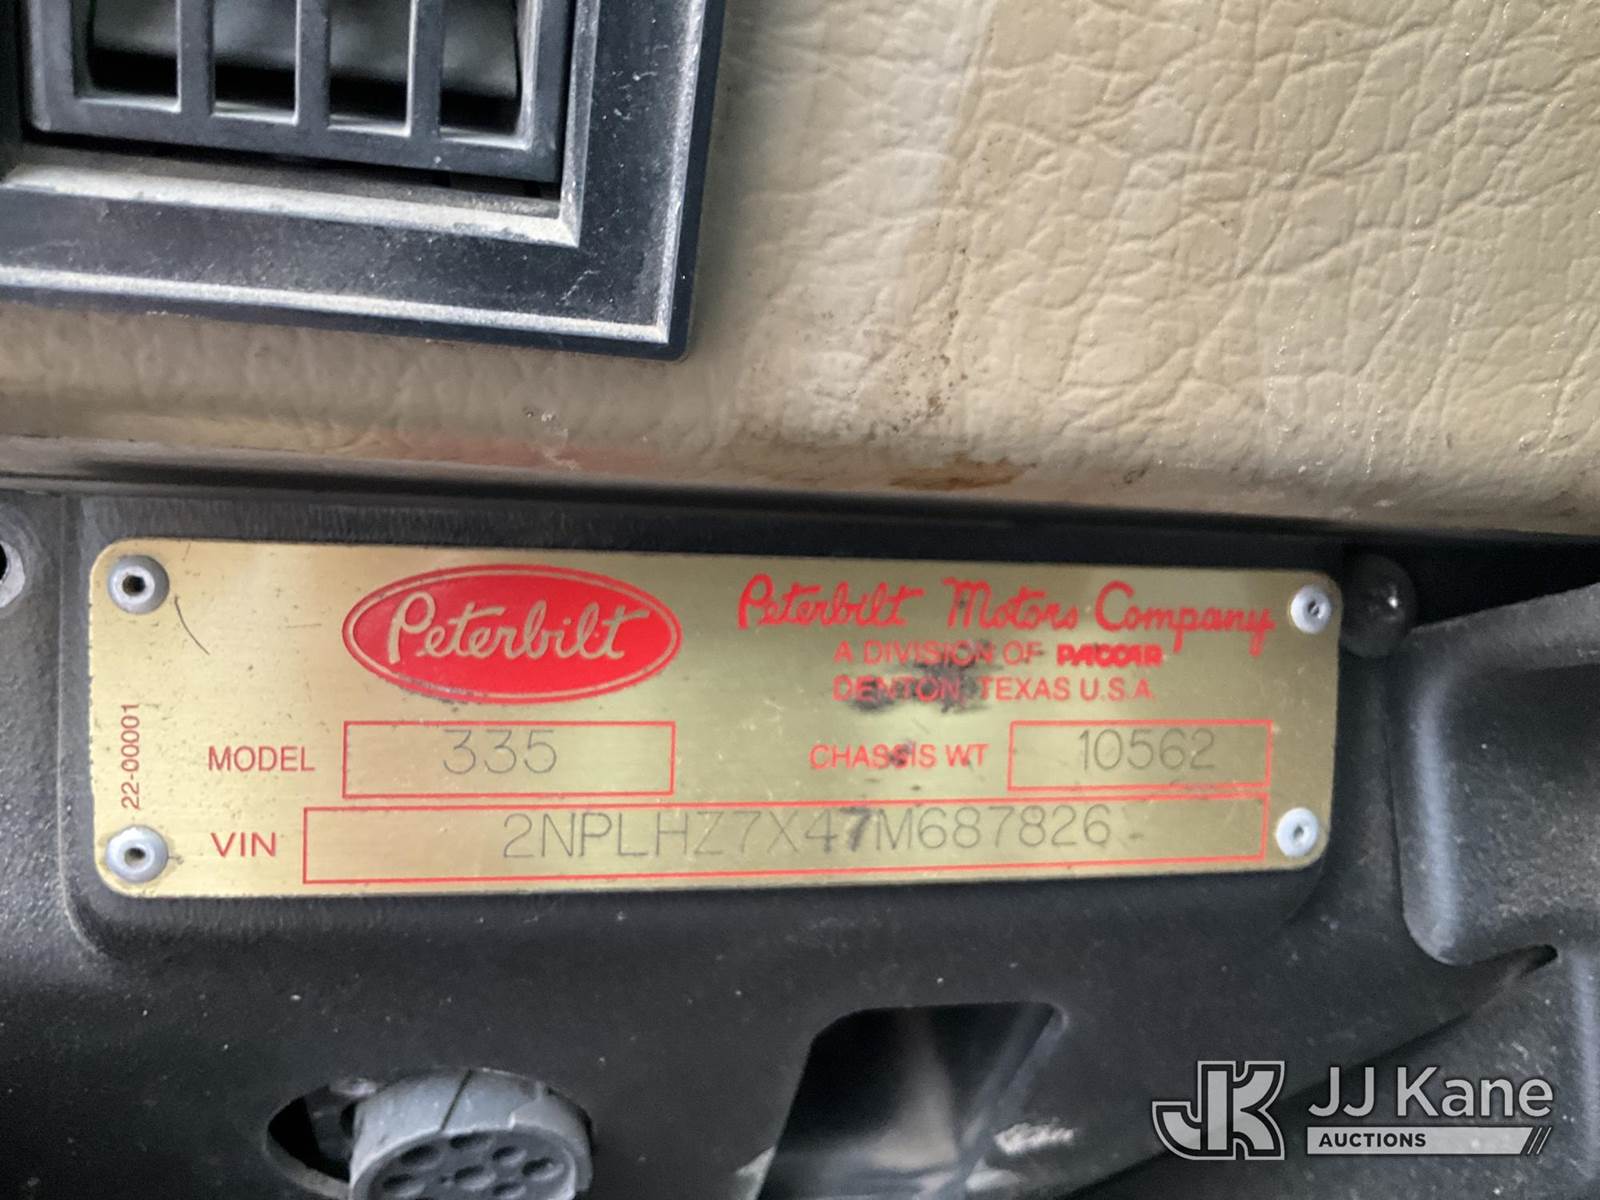 Peterbilt
Peterbilt Motors Company
A DIVISION OF PACCAR
DENTON, TEXAS U.S.A.
22-00001
MODEL 335 CHASSIS WT 10562
VIN 2NPLHZ7X47M687826
JK JJ Kane
AUCTIONS